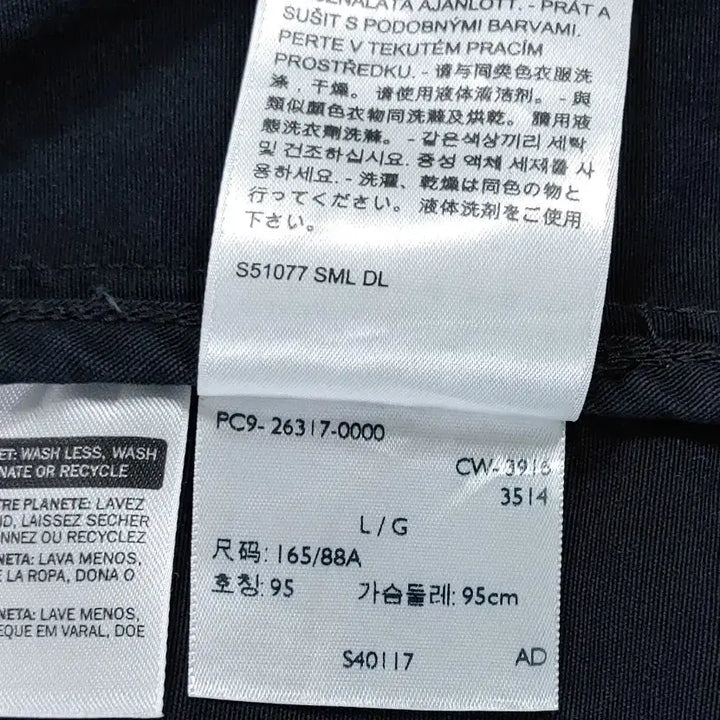 AJÁNLOTT. - PRÁT A
SUŠIT S PODOBNÝMI BARVAMI.
PERTE V TEKUTÉM PRACÍM
PROSTŘEDKU. - 请与同类色衣服洗
涤，干燥。请使用液体清洁剂。- 與
類似顏色衣物同洗滌及烘乾。請用液
態洗衣劑洗滌。- 같은색상끼리 세탁
및 건조하십시요. 중성 액체 세제를 사
용하세요. - 洗濯、乾燥は同色の物と
行ってください。液体洗剤をご使用
下さい。
S51077 SML DL
PC9- 26317-0000
CW-3918
3514
L / G
尺码: 165/88A
호칭: 95 가슴둘레: 95cm
S40117 AD
ET: WASH LESS, WASH
NATE OR RECYCLE
TRE PLANETE: LAVEZ
ID, LAISSEZ SECHER
NNEZ OU RECYCLEZ
NETA: LAVA MENOS,
E LA ROPA, DONA O
NETA: LAVE MENOS,
EQUE EM VARAL, DOE